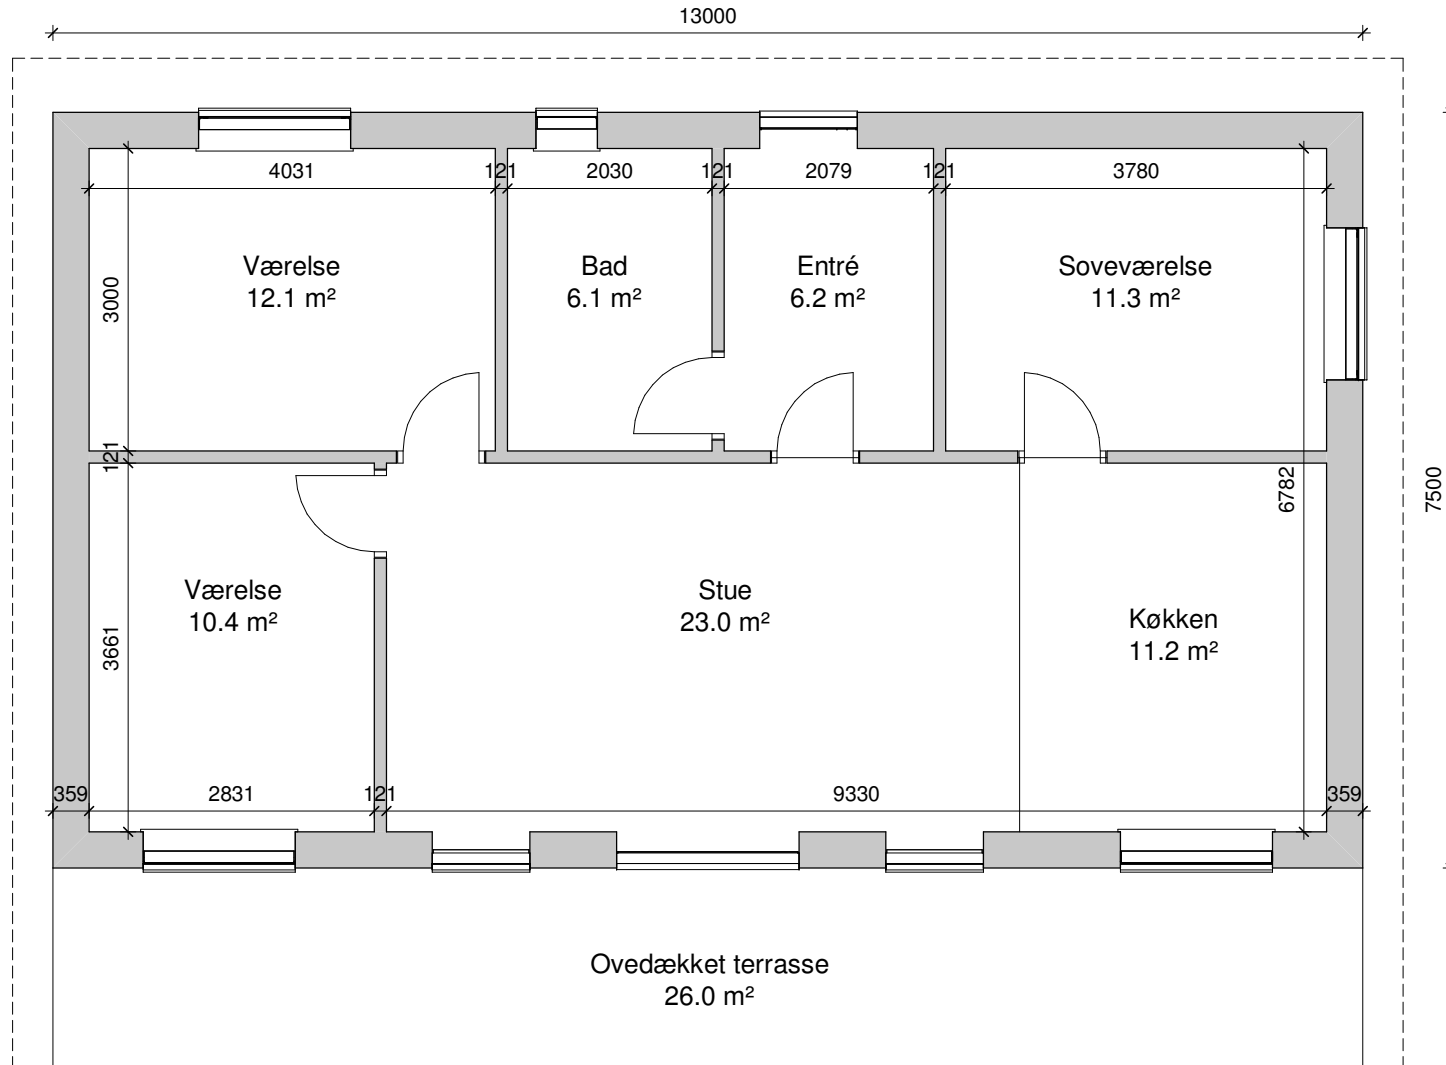 13000
4031
121
2030
121
2079
121
3780
Værelse
12.1 m²
Bad
6.1 m²
Entré
6.2 m²
Soveværelse
11.3 m²
3000
121
6782
7500
Værelse
10.4 m²
Stue
23.0 m²
Køkken
11.2 m²
3661
359
2831
121
9330
359
Ovedækket terrasse
26.0 m²